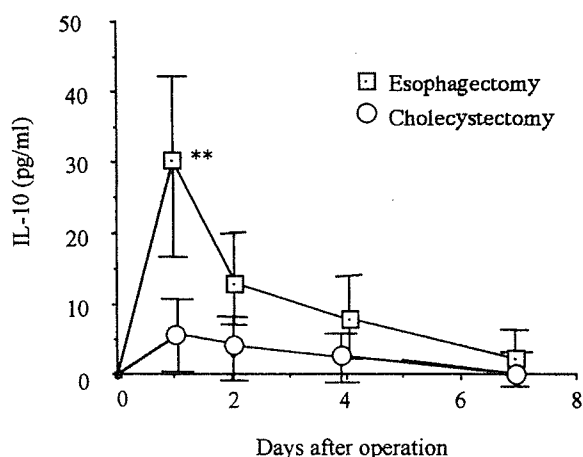 50
40
30
20
10
0
IL-10 (pg/ml)
Esophagectomy
Cholecystectomy
**
0 2 4 6 8
Days after operation